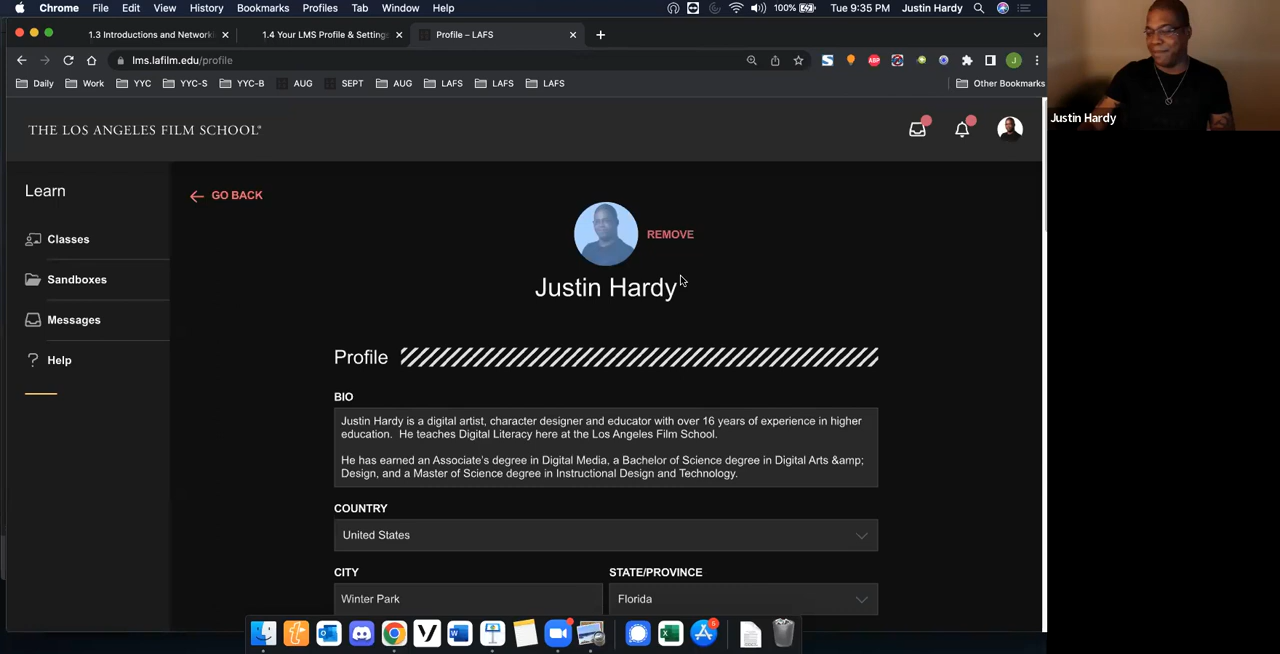 Chrome File Edit View History Bookmarks Profiles Tab Window Help 100% Tue 9:35 PM Justin Hardy
1.3 Introductions and Network 1.4 Your LMS Profile & Settings Profile – LAFS
lms.lafilm.edu/profile
ABP J
Daily Work YYC YYC-S YYC-B AUG SEPT AUG LAFS LAFS LAFS Other Bookmarks
Justin Hardy
THE LOS ANGELES FILM SCHOOL
Learn
GO BACK
Classes
Sandboxes
Messages
Help
REMOVE
Justin Hardy
Profile
BIO
Justin Hardy is a digital artist, character designer and educator with over 16 years of experience in higher
education. He teaches Digital Literacy here at the Los Angeles Film School.
He has earned an Associate's degree in Digital Media, a Bachelor of Science degree in Digital Arts &amp;
Design, and a Master of Science degree in Instructional Design and Technology.
COUNTRY
United States
CITY STATE/PROVINCE
Winter Park Florida